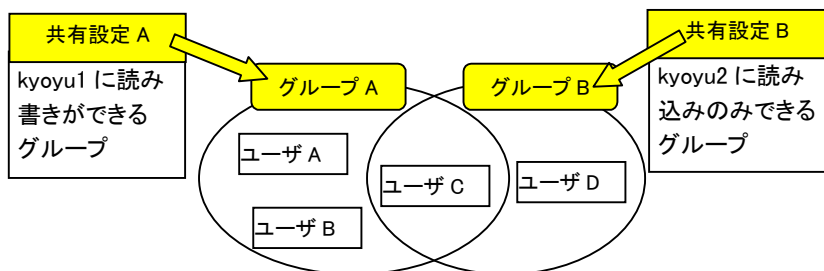 共有設定 A
kyoyu1 に読み
書きができる
グループ
グループ A
グループ B
共有設定 B
kyoyu2 に読み
込みのみできる
グループ
ユーザ A
ユーザ B
ユーザ C
ユーザ D